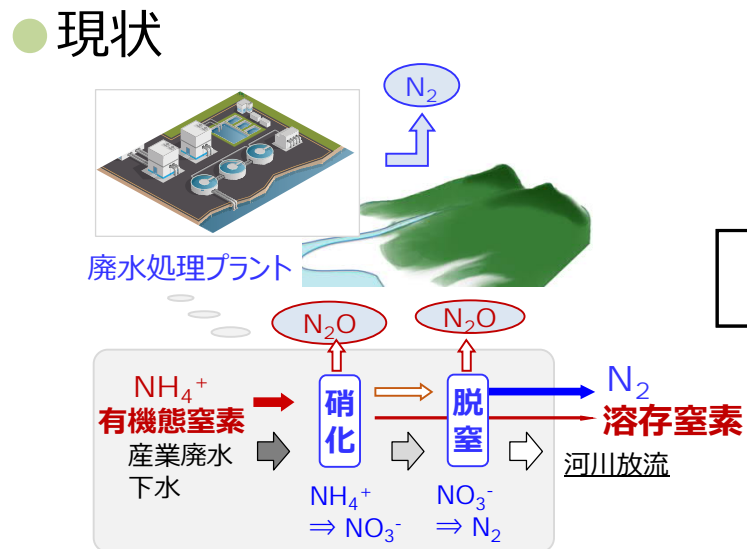 現状
N₂
廃水処理プラント
N₂O
N₂O
NH₄⁺
有機態窒素
産業廃水
下水
硝化
脱窒
N₂
溶存窒素
河川放流
NH₄⁺
⇒ NO₃⁻
NO₃⁻
⇒ N₂